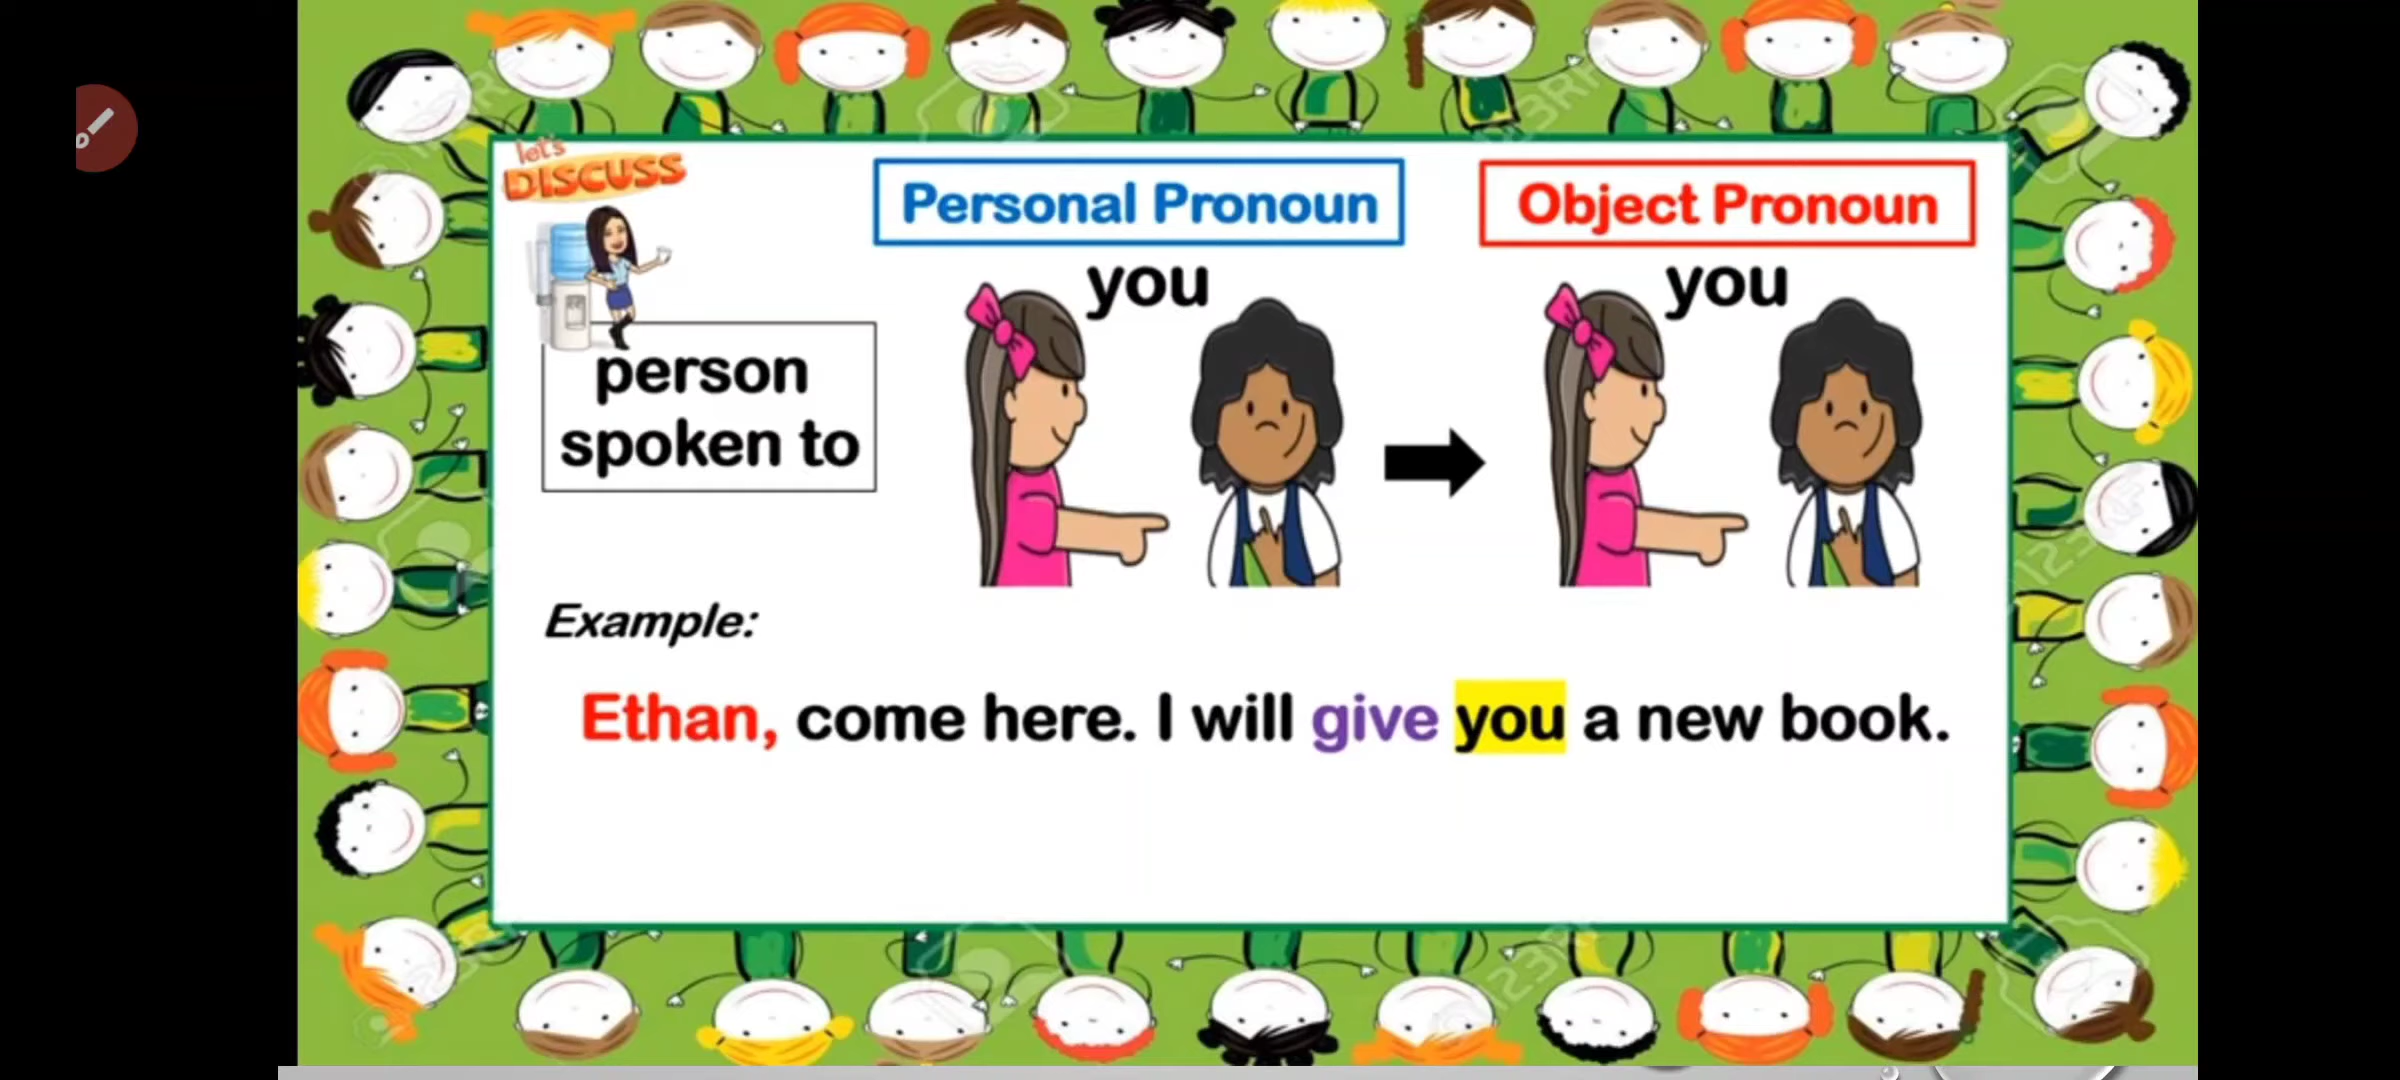 let's
DISCUSS
Personal Pronoun
Object Pronoun
you
you
person
spoken to
Example:
Ethan, come here. I will give you a new book.